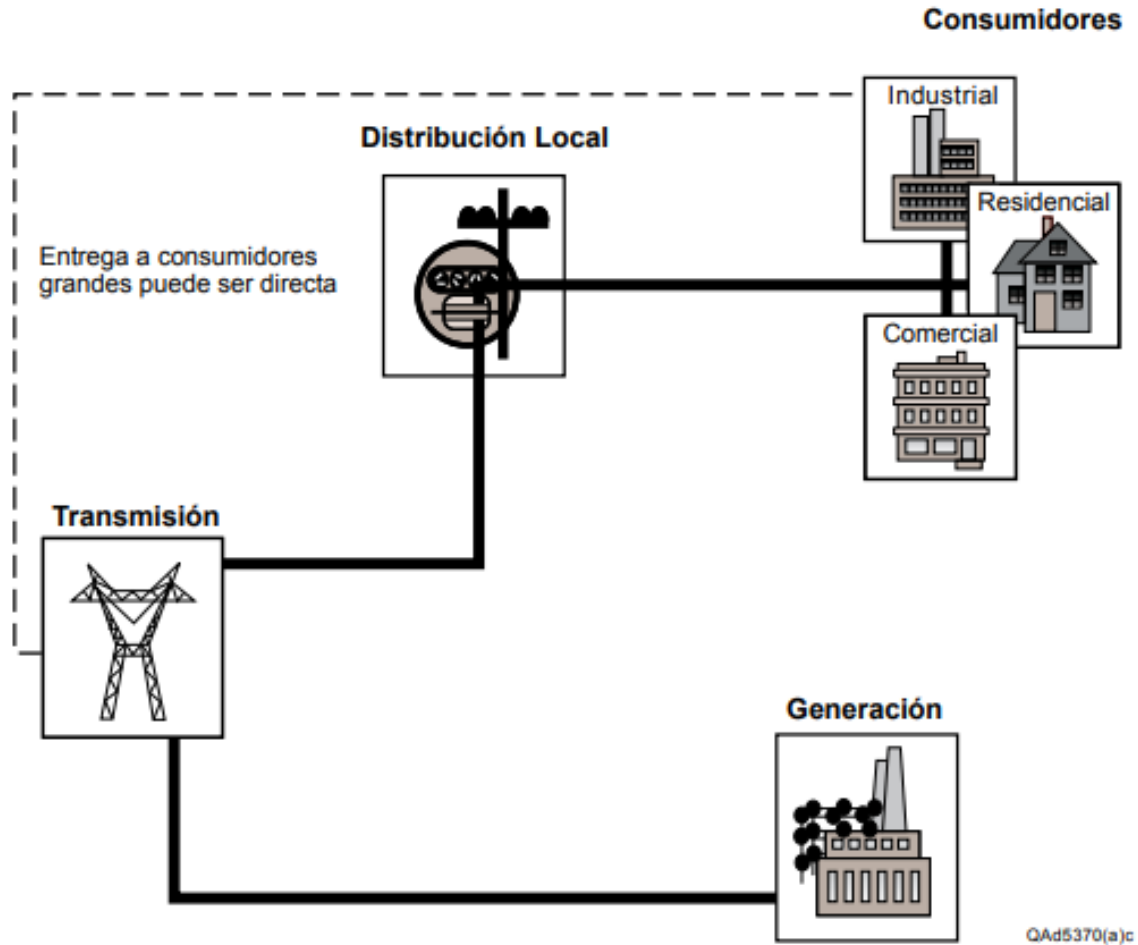 Consumidores
Industrial
Distribución Local
Residencial
Entrega a consumidores
grandes puede ser directa
Comercial
Transmisión
Generación
QAd5370(a)c